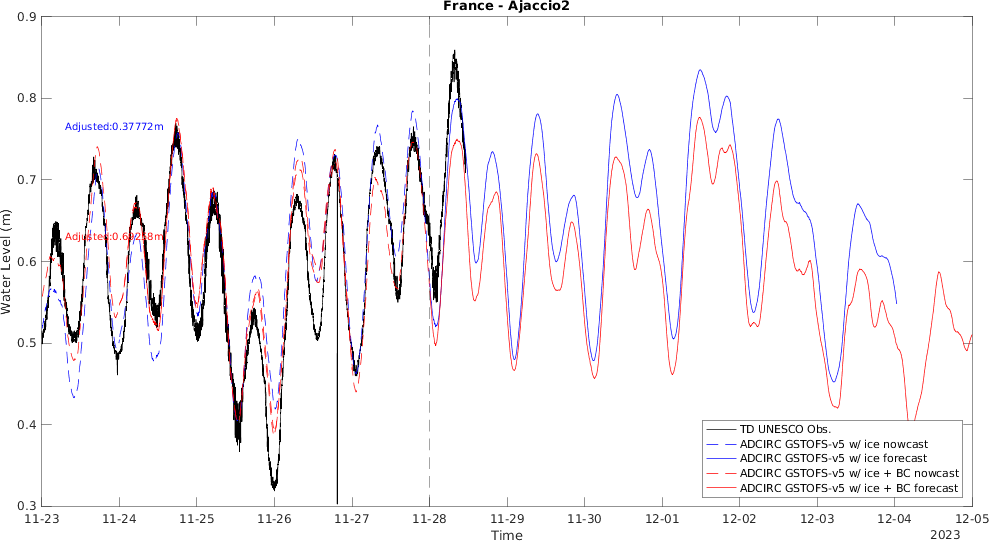 France - Ajaccio2
0.9
0.8
0.7
0.6
0.5
0.4
0.3
Water Level (m)
Adjusted:0.37772m
11-23
11-24
11-25
11-26
11-27
11-28
11-29
11-30
12-01
12-02
12-03
12-04
12-05
Time
2023
TD UNESCO Obs.
ADCIRC GSTOFS-v5 w/ ice nowcast
ADCIRC GSTOFS-v5 w/ ice forecast
ADCIRC GSTOFS-v5 w/ ice + BC nowcast
ADCIRC GSTOFS-v5 w/ ice + BC forecast